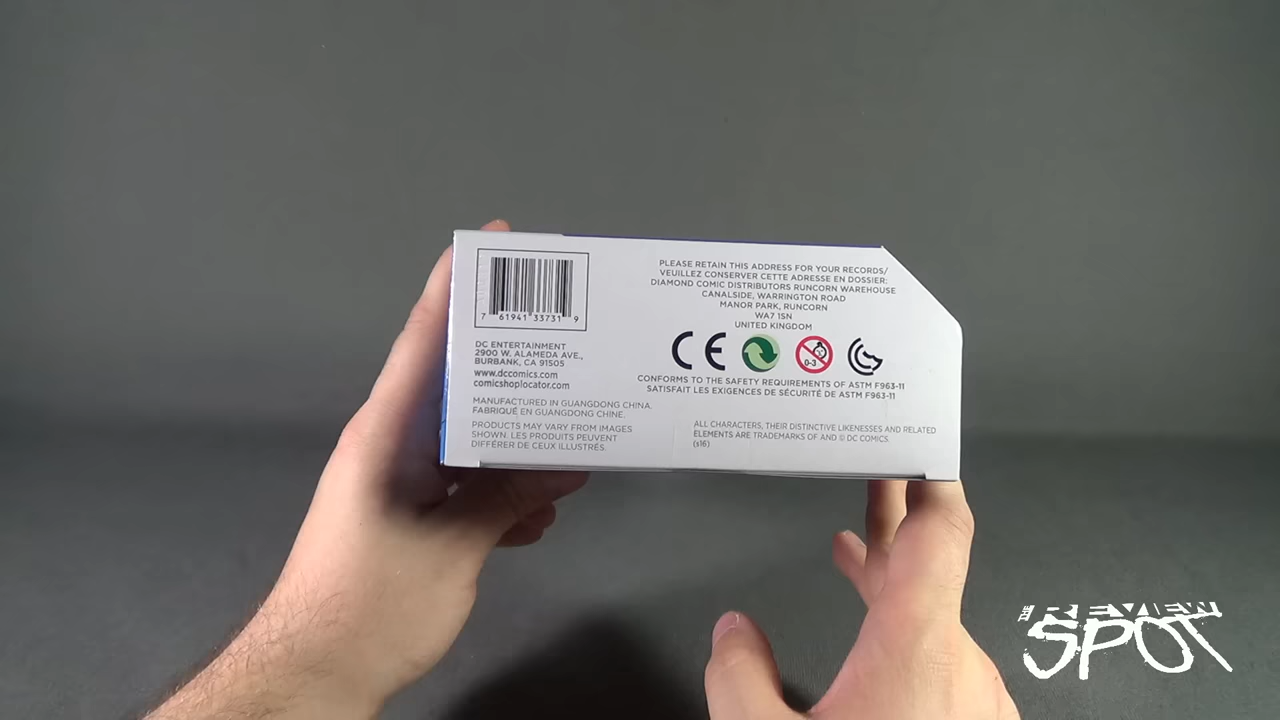 7 61941 33731 9
DC ENTERTAINMENT
2900 W. ALAMEDA AVE.,
BURBANK, CA 91505
www.dccomics.com
comicshoplocator.com
MANUFACTURED IN GUANGDONG CHINA.
FABRIQUÉ EN GUANGDONG CHINE.
PRODUCTS MAY VARY FROM IMAGES
SHOWN. LES PRODUITS PEUVENT
DIFFÉRER DE CEUX ILLUSTRÉS.
PLEASE RETAIN THIS ADDRESS FOR YOUR RECORDS/
VEUILLEZ CONSERVER CETTE ADRESSE EN DOSSIER:
DIAMOND COMIC DISTRIBUTORS RUNCORN WAREHOUSE
CANALSIDE, WARRINGTON ROAD
MANOR PARK, RUNCORN
WA7 1SN
UNITED KINGDOM
CE 0-3
CONFORMS TO THE SAFETY REQUIREMENTS OF ASTM F963-11
SATISFAIT LES EXIGENCES DE SÉCURITÉ DE ASTM F963-11
ALL CHARACTERS, THEIR DISTINCTIVE LIKENESSES AND RELATED
ELEMENTS ARE TRADEMARKS OF AND © DC COMICS.
(s16)
THE REVIEW
SPOT